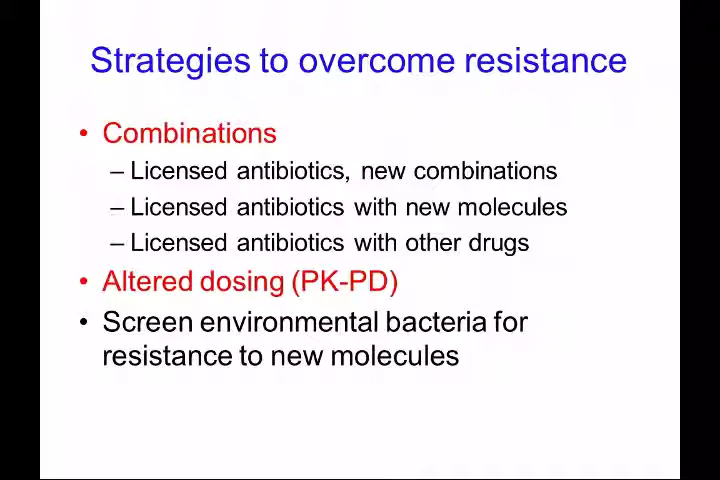 Strategies to overcome resistance
• Combinations
– Licensed antibiotics, new combinations
– Licensed antibiotics with new molecules
– Licensed antibiotics with other drugs
• Altered dosing (PK-PD)
• Screen environmental bacteria for
resistance to new molecules